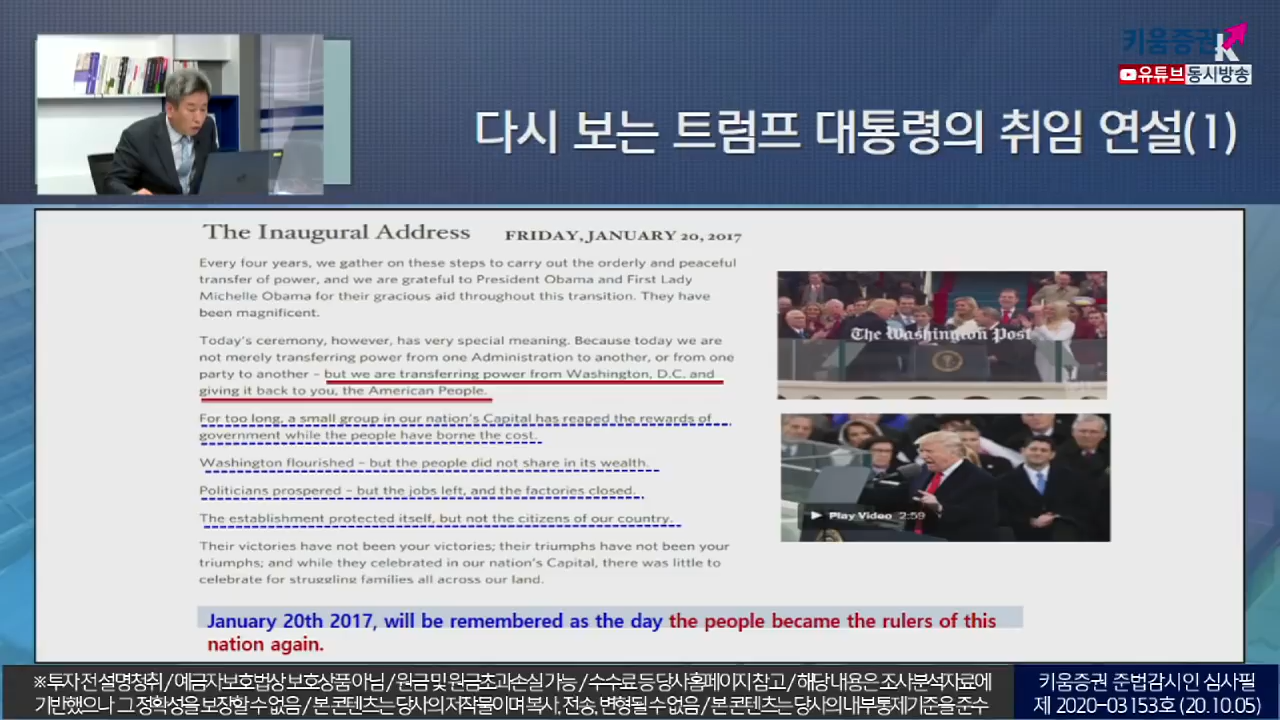 키움증권
유튜브 동시방송
다시 보는 트럼프 대통령의 취임 연설(1)
The Inaugural Address FRIDAY, JANUARY 20, 2017
Every four years, we gather on these steps to carry out the orderly and peaceful
transfer of power, and we are grateful to President Obama and First Lady
Michelle Obama for their gracious aid throughout this transition. They have
been magnificent.
Today's ceremony, however, has very special meaning. Because today we are
not merely transferring power from one Administration to another, or from one
party to another – but we are transferring power from Washington, D.C. and
giving it back to you, the American People.
For too long, a small group in our nation's Capital has reaped the rewards of
government while the people have borne the cost.
Washington flourished – but the people did not share in its wealth.
Politicians prospered – but the jobs left, and the factories closed.
The establishment protected itself, but not the citizens of our country.
Their victories have not been your victories; their triumphs have not been your
triumphs; and while they celebrated in our nation's Capital, there was little to
celebrate for struggling families all across our land.
The Washington Post
Play Video 2:59
January 20th 2017, will be remembered as the day the people became the rulers of this
nation again.
※ 투자 전 설명청취 / 예금자보호법상 보호상품 아님 / 원금 및 원금초과손실 가능 / 수수료 등 당사홈페이지 참고 / 해당 내용은 조사분석자료에
기반했으나 그 정확성을 보장할 수 없음 / 본 콘텐츠는 당사의 저작물이며 복사, 전송, 변형될 수 없음 / 본 콘텐츠는 당사의 내부통제기준을 준수
키움증권 준법감시인 심사필
제 2020-03153호 (20.10.05)